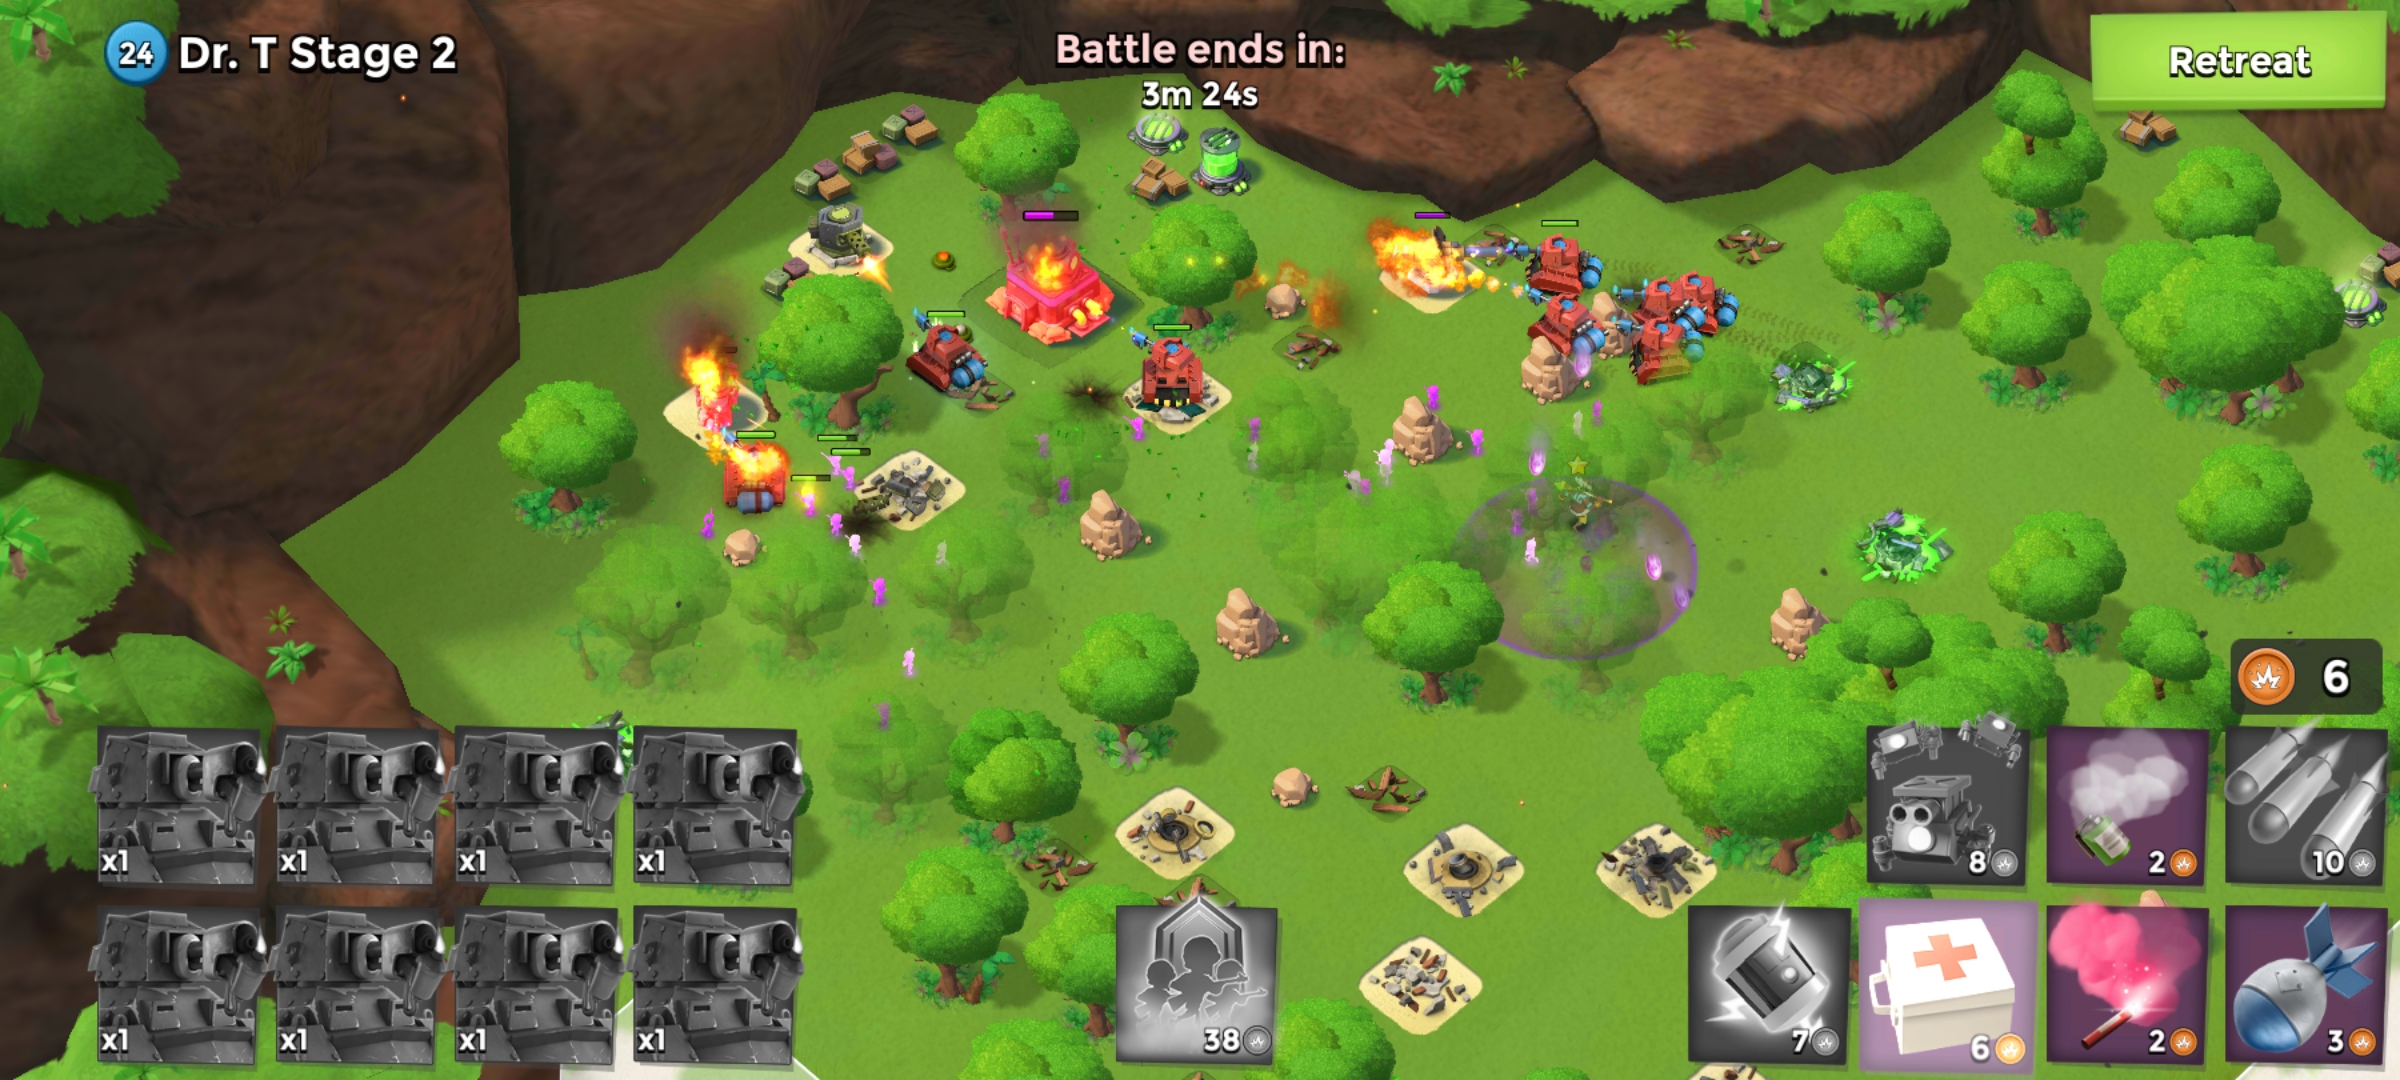 24 Dr. T Stage 2
Battle ends in:
3m 24s
Retreat
6
x1 x1 x1 x1
8 2 10
x1 x1 x1 x1
38
7 6 2 3